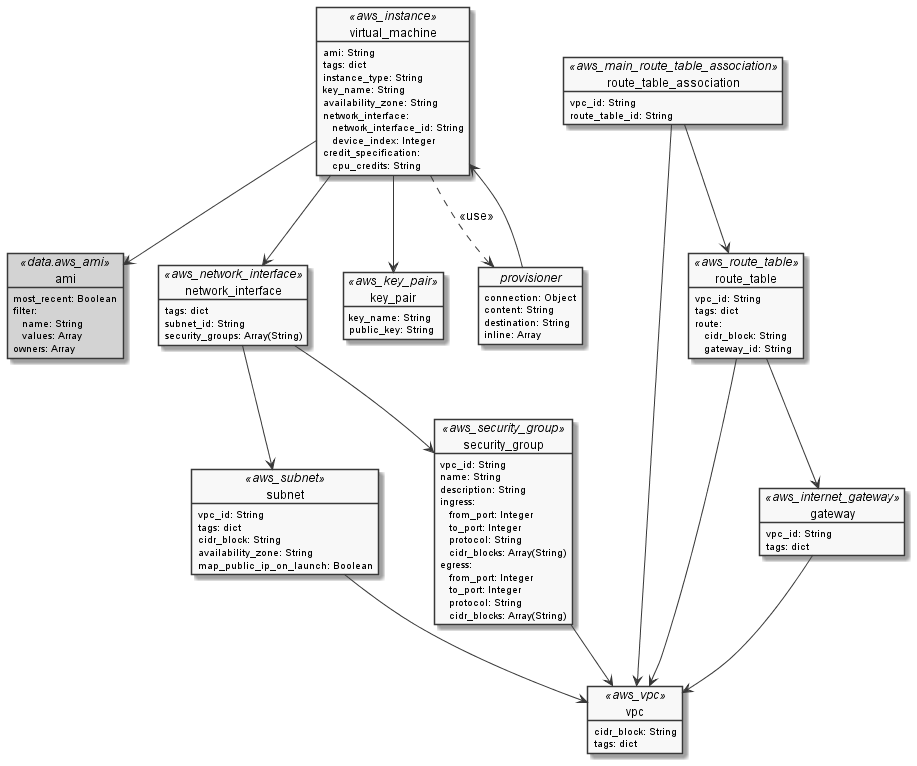 «aws_instance»
virtual_machine
ami: String
tags: dict
instance_type: String
key_name: String
availability_zone: String
network_interface:
network_interface_id: String
device_index: Integer
credit_specification:
cpu_credits: String
«aws_main_route_table_association»
route_table_association
vpc_id: String
route_table_id: String
«use»
«data.aws_ami»
ami
most_recent: Boolean
filter:
name: String
values: Array
owners: Array
«aws_network_interface»
network_interface
tags: dict
subnet_id: String
security_groups: Array(String)
«aws_key_pair»
key_pair
key_name: String
public_key: String
provisioner
connection: Object
content: String
destination: String
inline: Array
«aws_route_table»
route_table
vpc_id: String
tags: dict
route:
cidr_block: String
gateway_id: String
«aws_subnet»
subnet
vpc_id: String
tags: dict
cidr_block: String
availability_zone: String
map_public_ip_on_launch: Boolean
«aws_security_group»
security_group
vpc_id: String
name: String
description: String
ingress:
from_port: Integer
to_port: Integer
protocol: String
cidr_blocks: Array(String)
egress:
from_port: Integer
to_port: Integer
protocol: String
cidr_blocks: Array(String)
«aws_internet_gateway»
gateway
vpc_id: String
tags: dict
«aws_vpc»
vpc
cidr_block: String
tags: dict